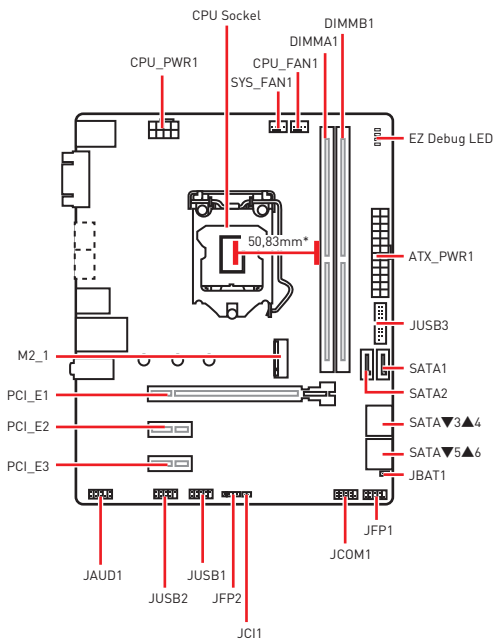 CPU Sockel
DIMMB1
DIMMA1
CPU_FAN1
CPU_PWR1
SYS_FAN1
EZ Debug LED
50,83mm*
ATX_PWR1
JUSB3
M2_1
SATA1
PCI_E1
SATA2
PCI_E2
SATA▼3▲4
PCI_E3
SATA▼5▲6
JBAT1
JFP1
JCOM1
JAUD1
JUSB1
JUSB2
JFP2
JCI1